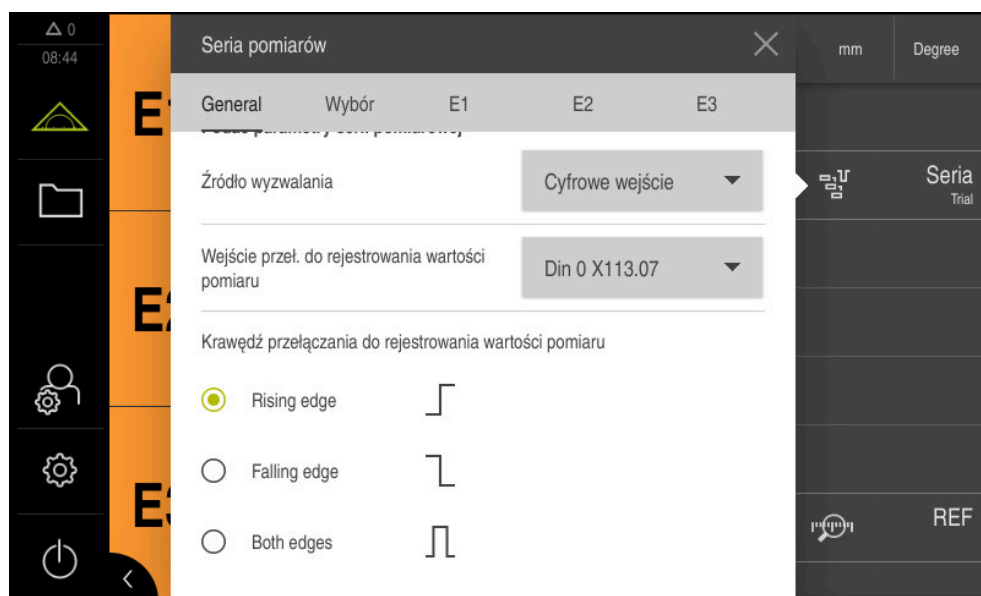 0
08:44
Seria pomiarów
mm
Degree
General
Wybór
E1
E2
E3
Źródło wyzwalania
Cyfrowe wejście
Seria
Trial
Wejście przeł. do rejestrowania wartości
pomiaru
Din 0 X113.07
Krawędź przełączania do rejestrowania wartości pomiaru
Rising edge
Falling edge
Both edges
REF